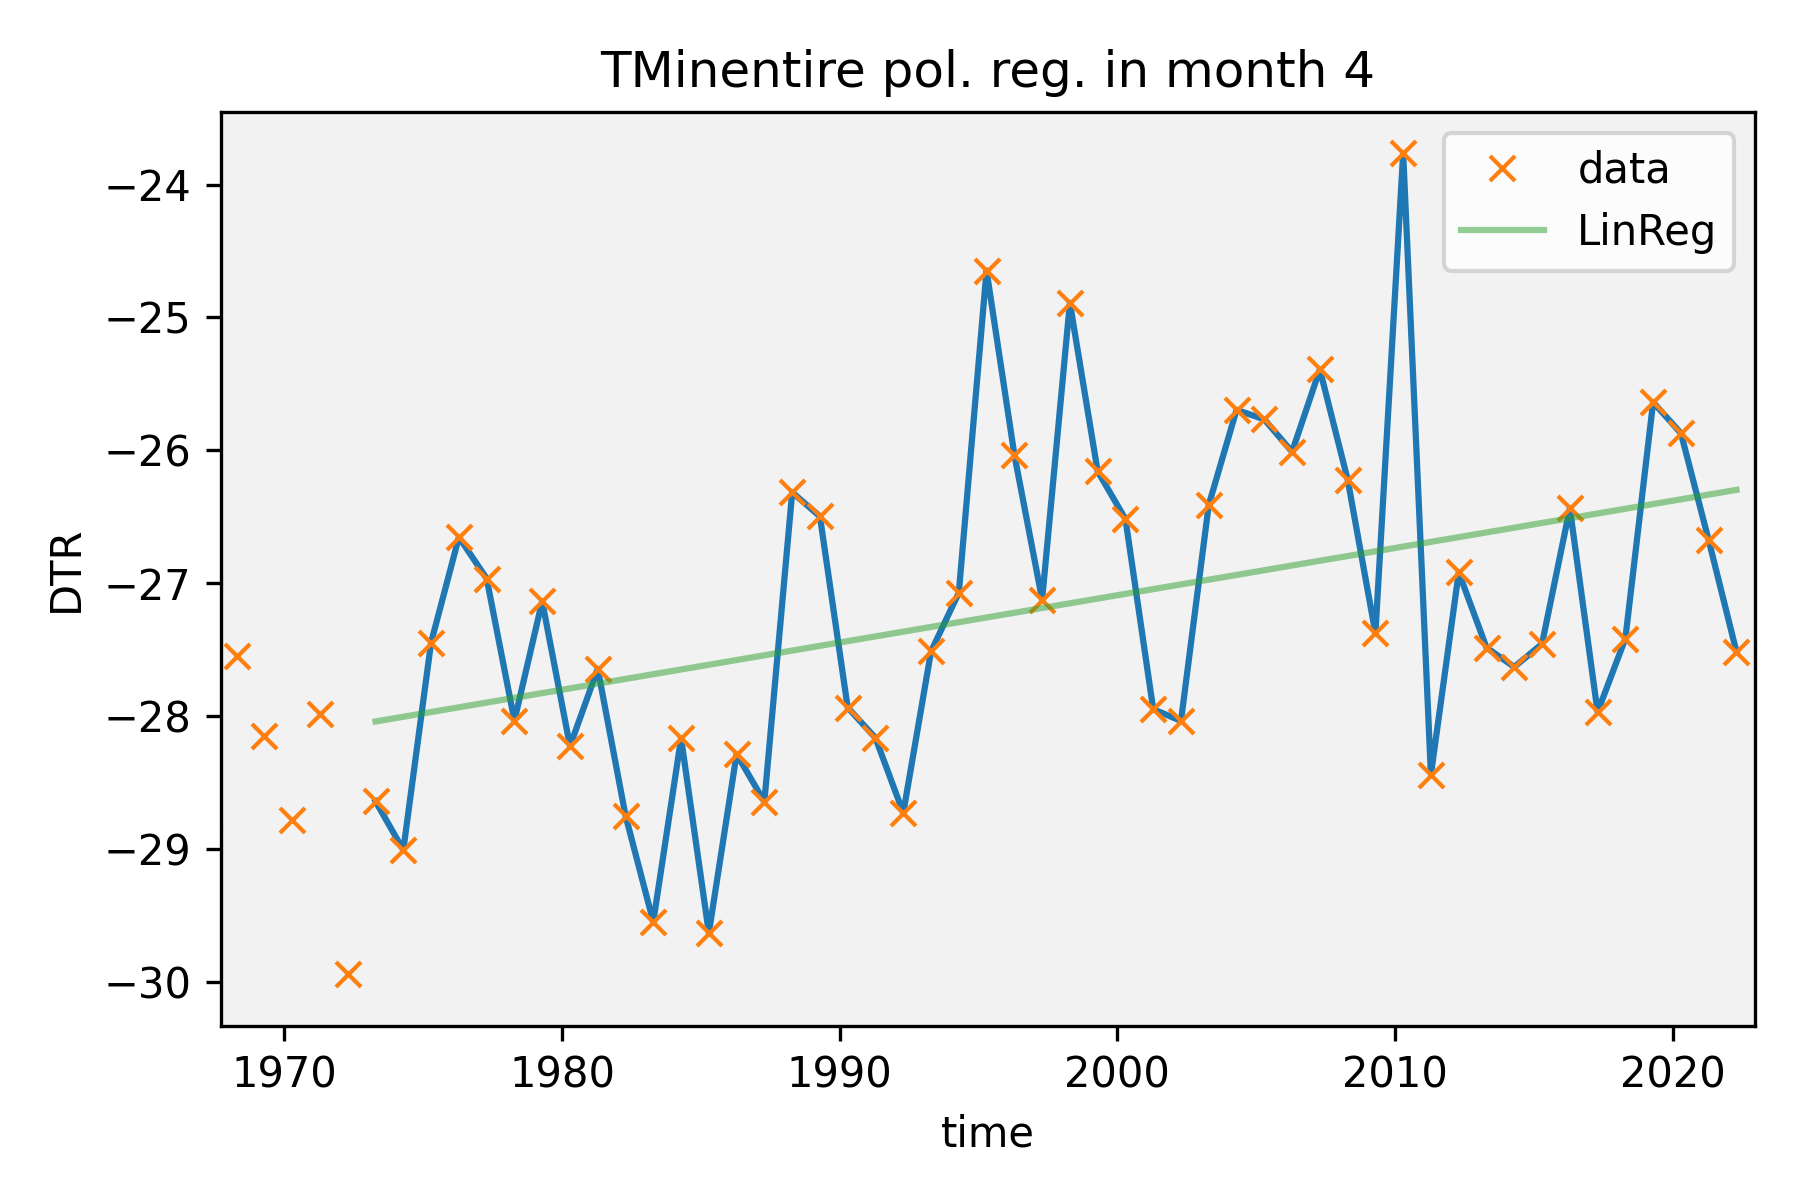 TMinentire pol. reg. in month 4
data
LinReg
−24
−25
−26
−27
−28
−29
−30
DTR
1970 1980 1990 2000 2010 2020
time